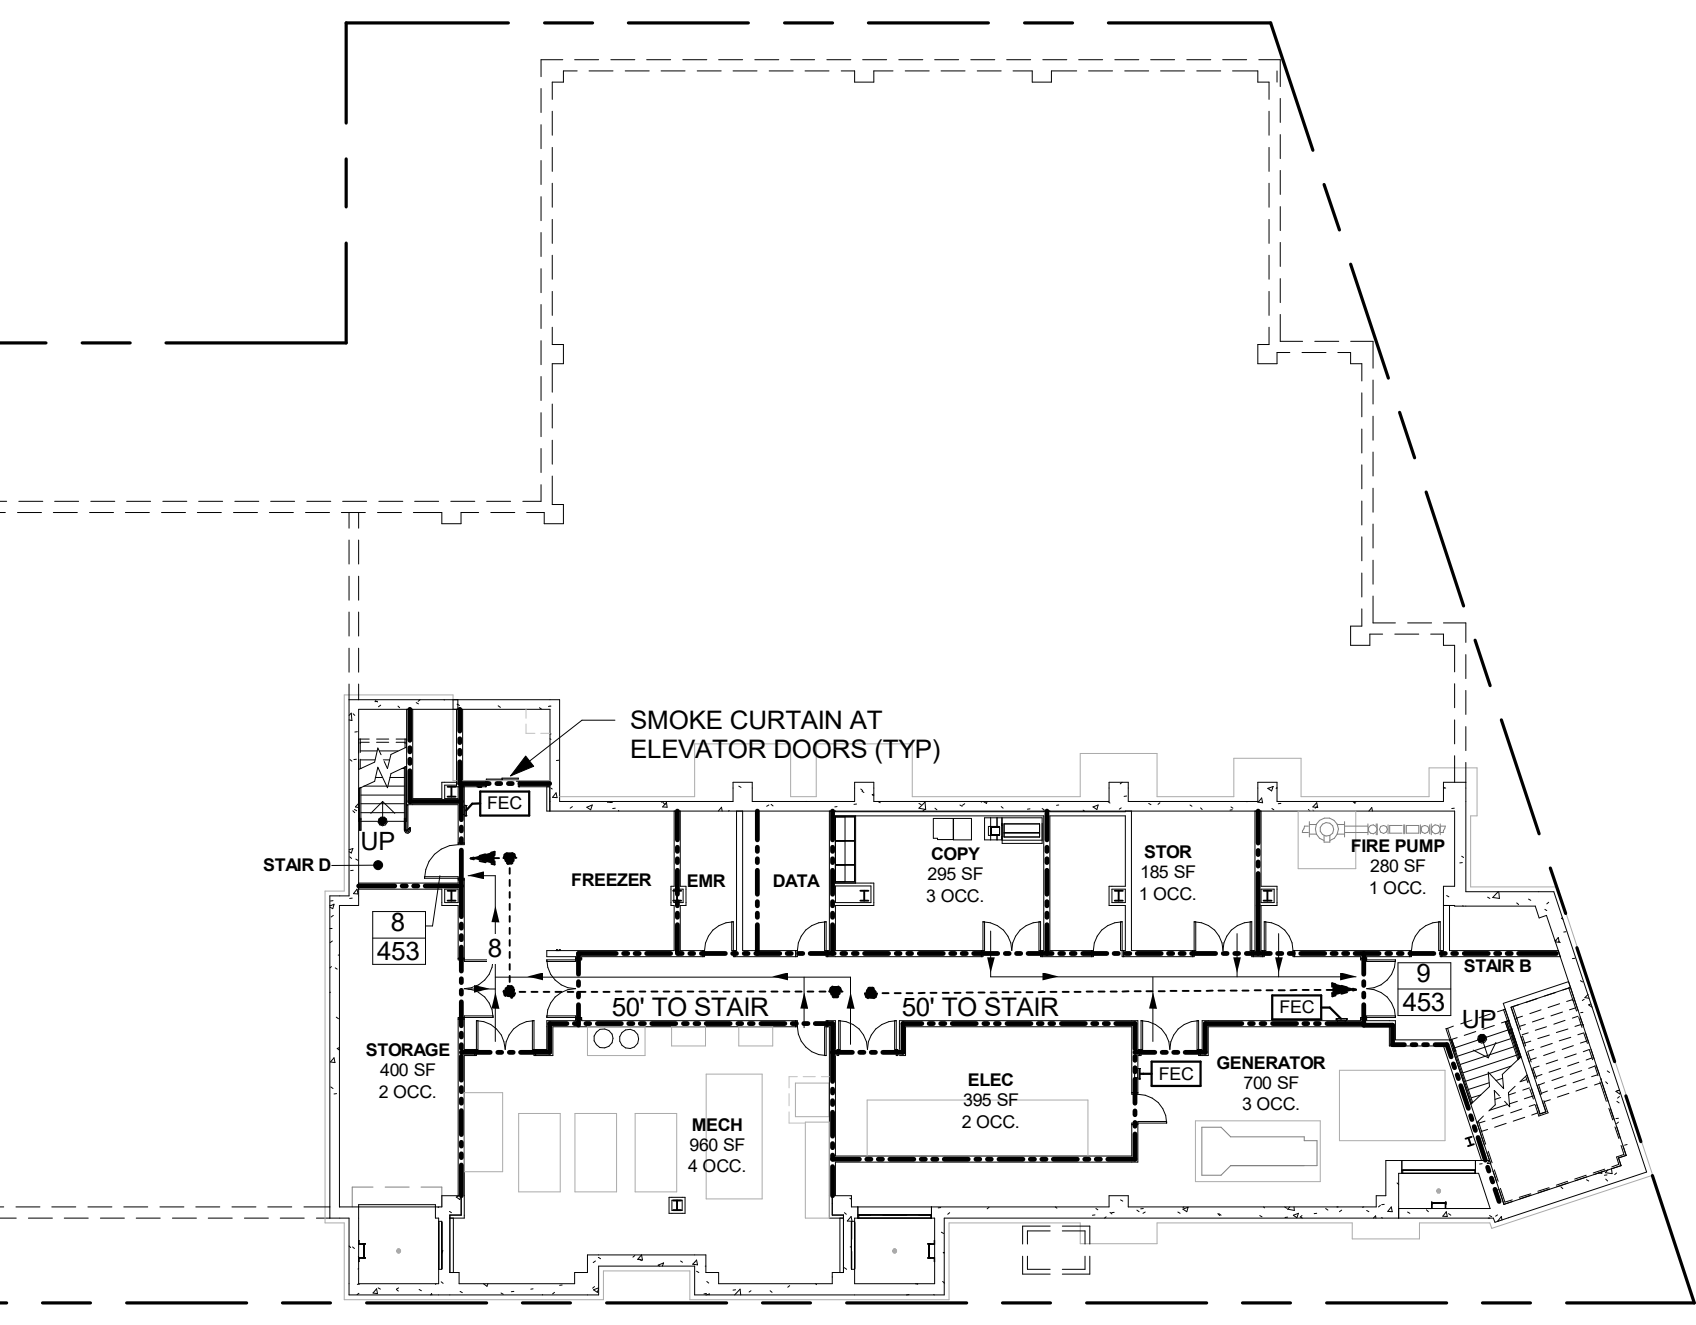 SMOKE CURTAIN AT
ELEVATOR DOORS (TYP)
FEC
UP
STAIR D
FREEZER
EMR
DATA
COPY
295 SF
3 OCC.
STOR
185 SF
1 OCC.
FIRE PUMP
280 SF
1 OCC.
8
453
8
50' TO STAIR
50' TO STAIR
FEC
9
453
STAIR B
UP
STORAGE
400 SF
2 OCC.
MECH
960 SF
4 OCC.
ELEC
395 SF
2 OCC.
FEC
GENERATOR
700 SF
3 OCC.